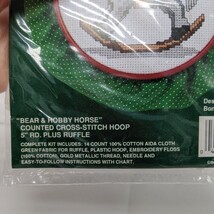 Des
Bon
"BEAR & HOBBY HORSE"
COUNTED CROSS-STITCH HOOP
5" RD. PLUS RUFFLE
COMPLETE KIT INCLUDES: 14 COUNT 100% COTTON AIDA CLOTH
GREEN FABRIC FOR RUFFLE, PLASTIC HOOP, EMBROIDERY FLOSS
(100% COTTON), GOLD METALLIC THREAD, NEEDLE AND
EASY-TO-FOLLOW INSTRUCTIONS WITH CHART.